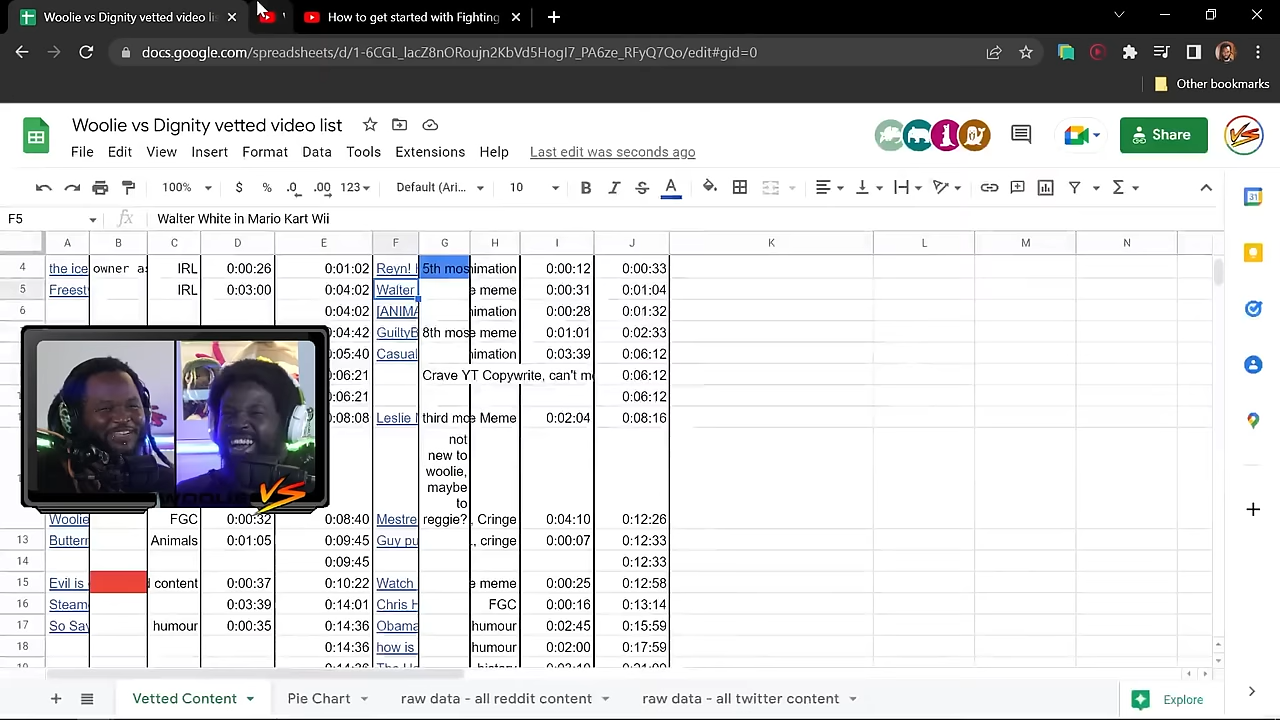 Woolie vs Dignity vetted video lis
How to get started with Fighting
docs.google.com/spreadsheets/d/1-6CGL_lacZ8nORoujn2KbVd5HogI7_PA6ze_RFyQ7Qo/edit#gid=0
Other bookmarks
Woolie vs Dignity vetted video list
File Edit View Insert Format Data Tools Extensions Help Last edit was seconds ago
Share
VS
100% $ % .0 .00 123 Default (Ari... 10 B I S A
F5 fx Walter White in Mario Kart Wii
A B C D E F G H I J K L M N
4 the ice owner as IRL 0:00:26 0:01:02 Reyn! 5th mos nimation 0:00:12 0:00:33
5 Freest IRL 0:03:00 0:04:02 Walter e meme 0:00:31 0:01:04
6 0:04:02 [ANIMA nimation 0:00:28 0:01:32
0:04:42 GuiltyB 8th mos e meme 0:01:01 0:02:33
0:05:40 Casual nimation 0:03:39 0:06:12
0:06:21 Crave YT Copywrite, can't m 0:06:12
0:06:21 0:06:12
0:08:08 Leslie third mo e Meme 0:02:04 0:08:16
not
new to
woolie,
maybe
to
Woolie FGC 0:00:32 0:08:40 Mestre reggie? , Cringe 0:04:10 0:12:26
13 Buttern Animals 0:01:05 0:09:45 Guy pu , cringe 0:00:07 0:12:33
14 0:09:45 0:12:33
15 Evil is d content 0:00:37 0:10:22 Watch e meme 0:00:25 0:12:58
16 Steam 0:03:39 0:14:01 Chris H FGC 0:00:16 0:13:14
17 So Say humour 0:00:35 0:14:36 Obama humour 0:02:45 0:15:59
18 0:14:36 how is humour 0:02:00 0:17:59
WOOLIE VS
Vetted Content Pie Chart raw data - all reddit content raw data - all twitter content Explore